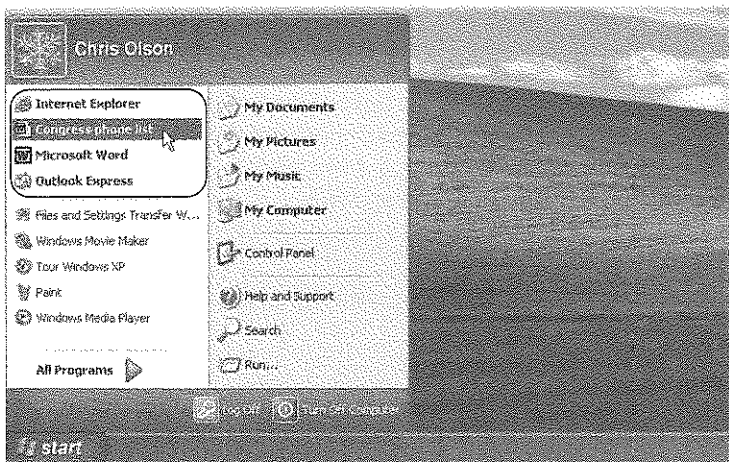 Chris Olson
Internet Explorer
Congress phone list
Microsoft Word
Outlook Express
Files and Settings Transfer W...
Windows Movie Maker
Tour Windows XP
Paint
Windows Media Player
All Programs
My Documents
My Pictures
My Music
My Computer
Control Panel
Help and Support
Search
Run...
Log Off
Turn Off Computer
start